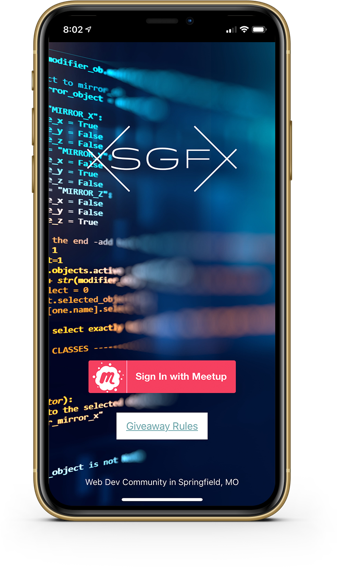 8:02
modifier_ob
ect to mirror
rror_object
"MIRROR_X":
e_x = True
e_y = False
e_z = False
= "MIRROR_Y":
e_x = False
e_y = True
e_z = False
= "MIRROR_Z":
e_x = False
e_y = False
e_z = True
SGF
the end -add
1
t=1
.objects.active
+ str(modifier
lect = 0
t.selected_obj
[one.name].sel
select exactly
CLASSES ------
tor):
to the selected
_mirror_x"
_object is not
m Sign In with Meetup
Giveaway Rules
Web Dev Community in Springfield, MO